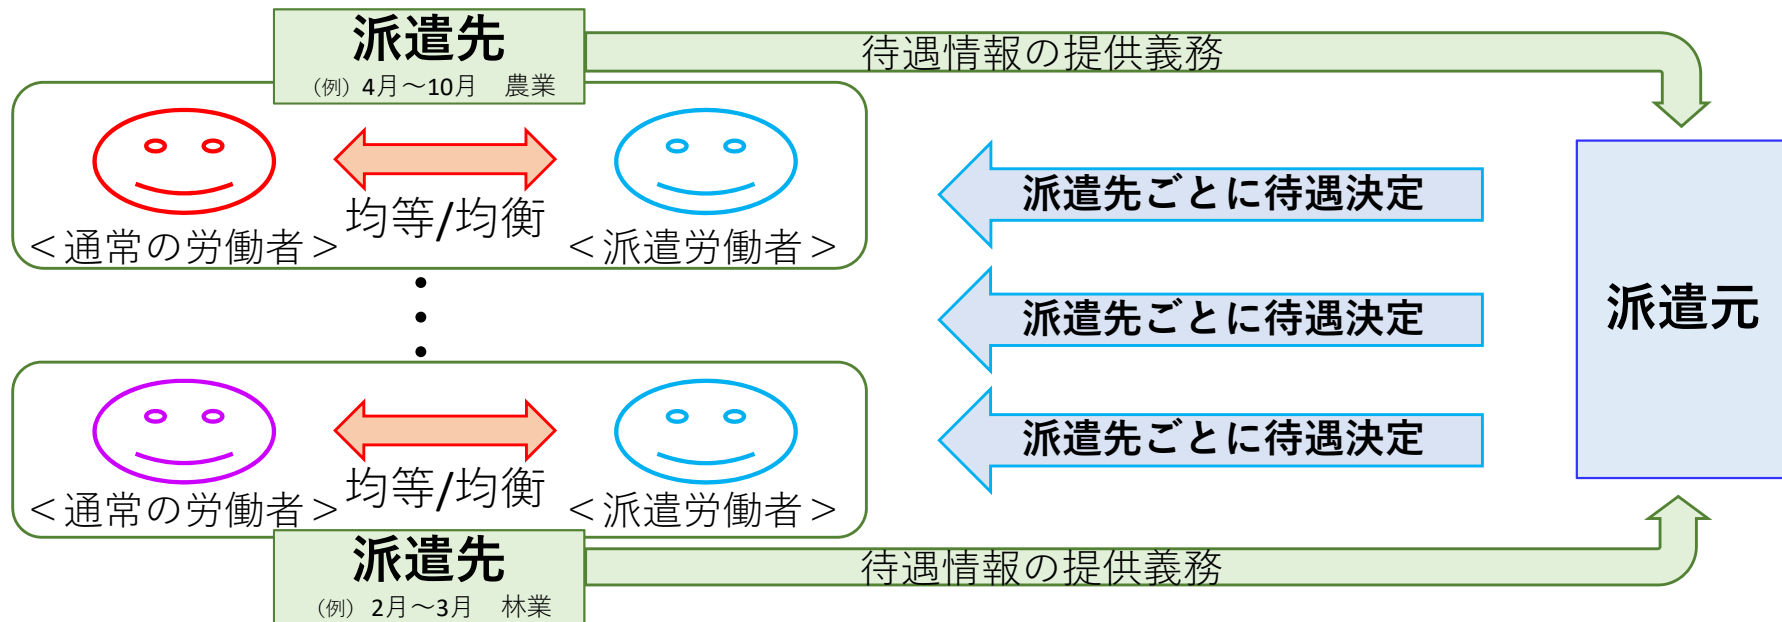 派遣先
（例）4月～10月　農業
待遇情報の提供義務
均等/均衡
＜通常の労働者＞
＜派遣労働者＞
派遣先ごとに待遇決定
派遣先ごとに待遇決定
派遣先ごとに待遇決定
派遣元
均等/均衡
＜通常の労働者＞
＜派遣労働者＞
派遣先
（例） 2月～3月　林業
待遇情報の提供義務